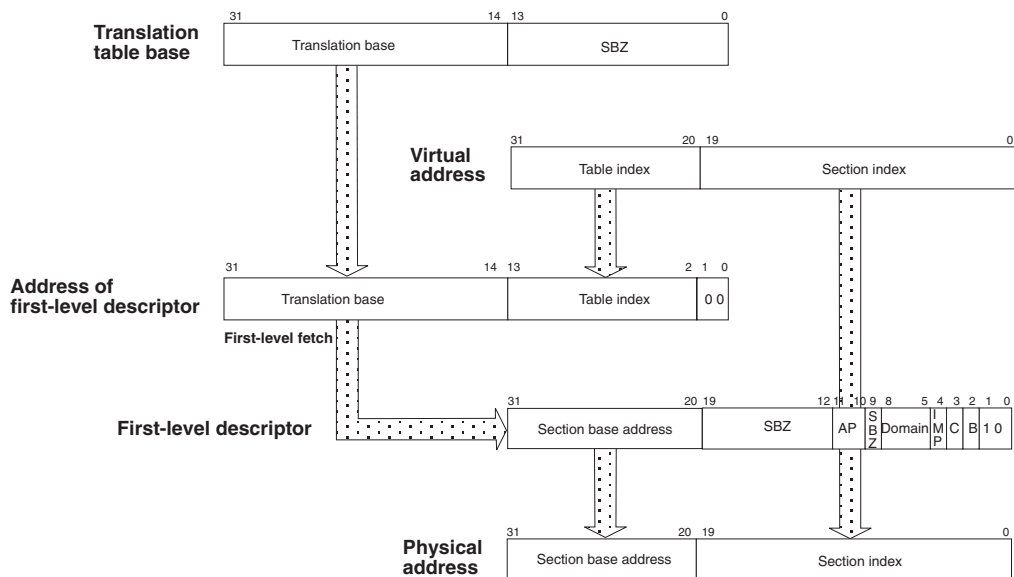 31 14 13 0
Translation
table base
Translation base SBZ
31 20 19 0
Virtual
address
Table index Section index
31 14 13 2 1 0
Address of
first-level descriptor
Translation base Table index 0 0
First-level fetch
31 20 19 12 11 10 9 8 5 4 3 2 1 0
First-level descriptor
Section base address SBZ AP SBZ Domain IMP C B 1 0
31 20 19 0
Physical
address
Section base address Section index